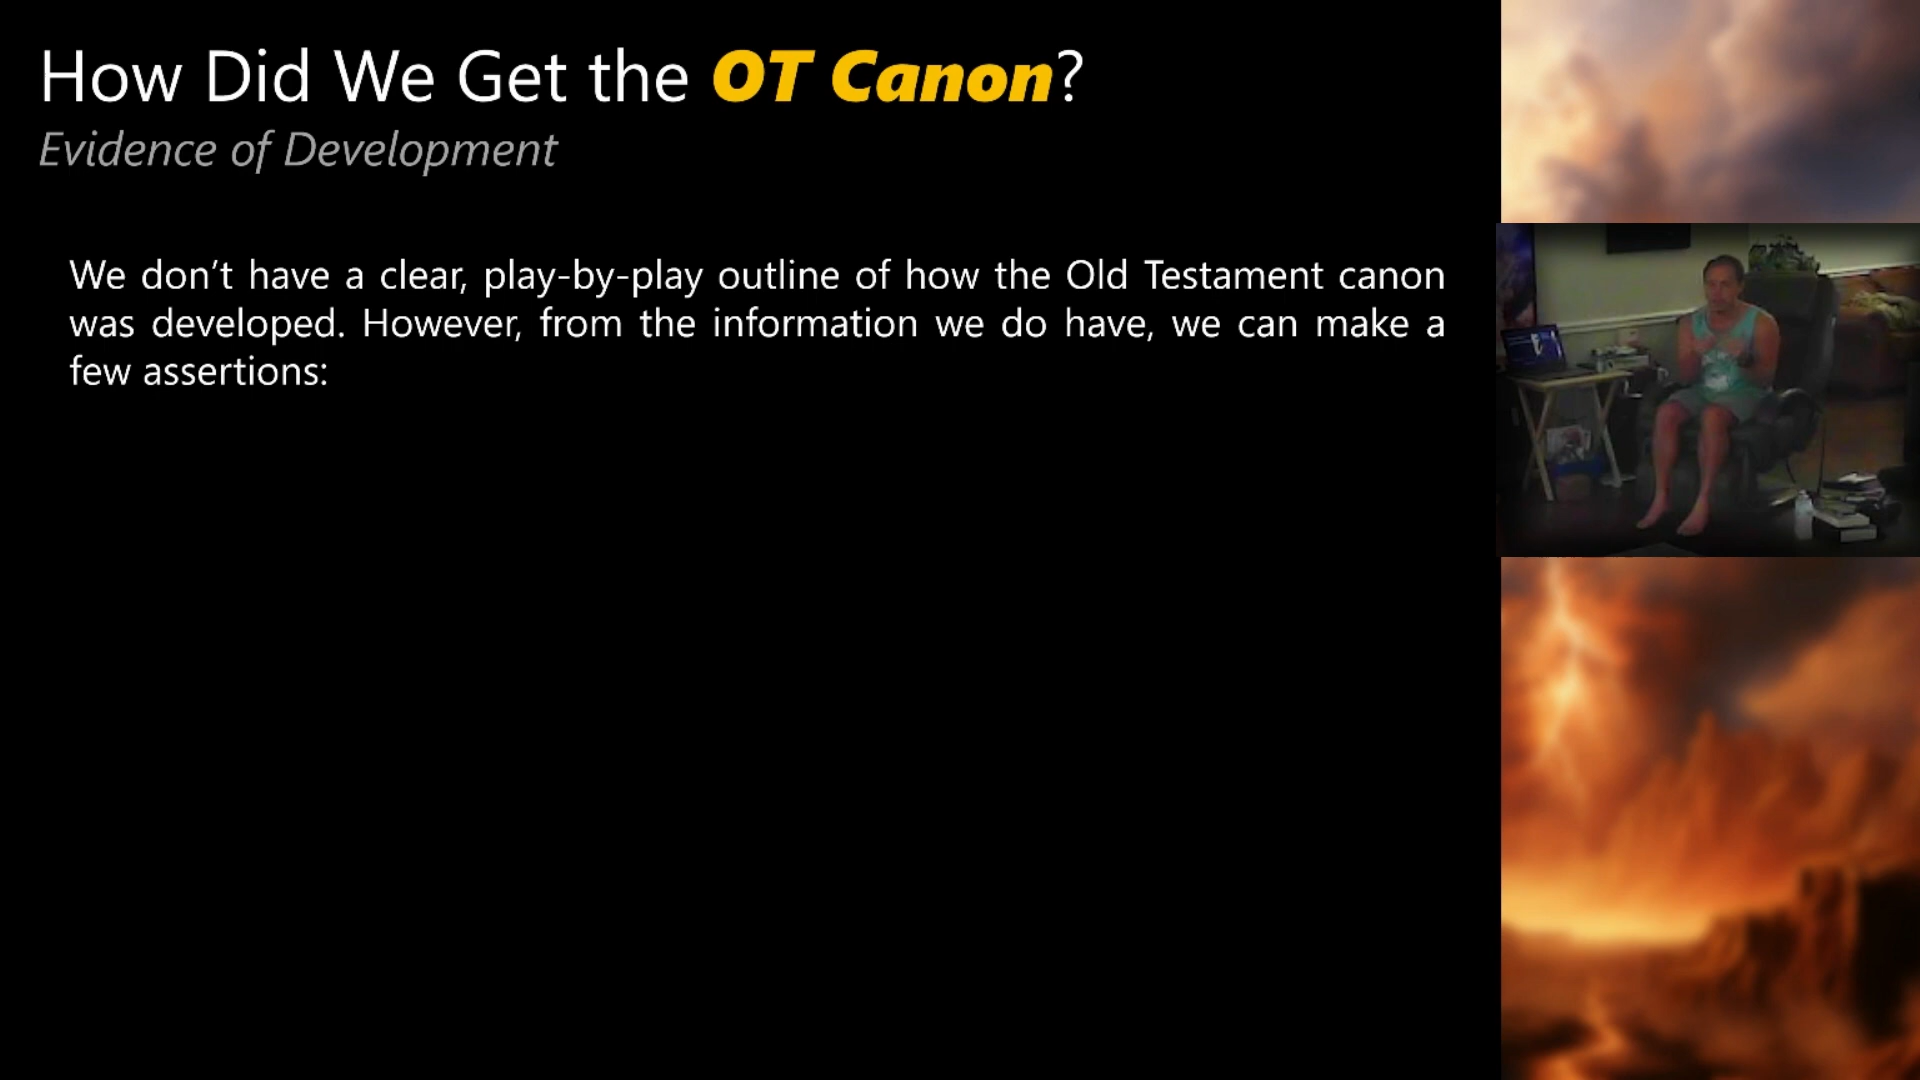 How Did We Get the OT Canon?
Evidence of Development
We don’t have a clear, play-by-play outline of how the Old Testament canon
was developed. However, from the information we do have, we can make a
few assertions: